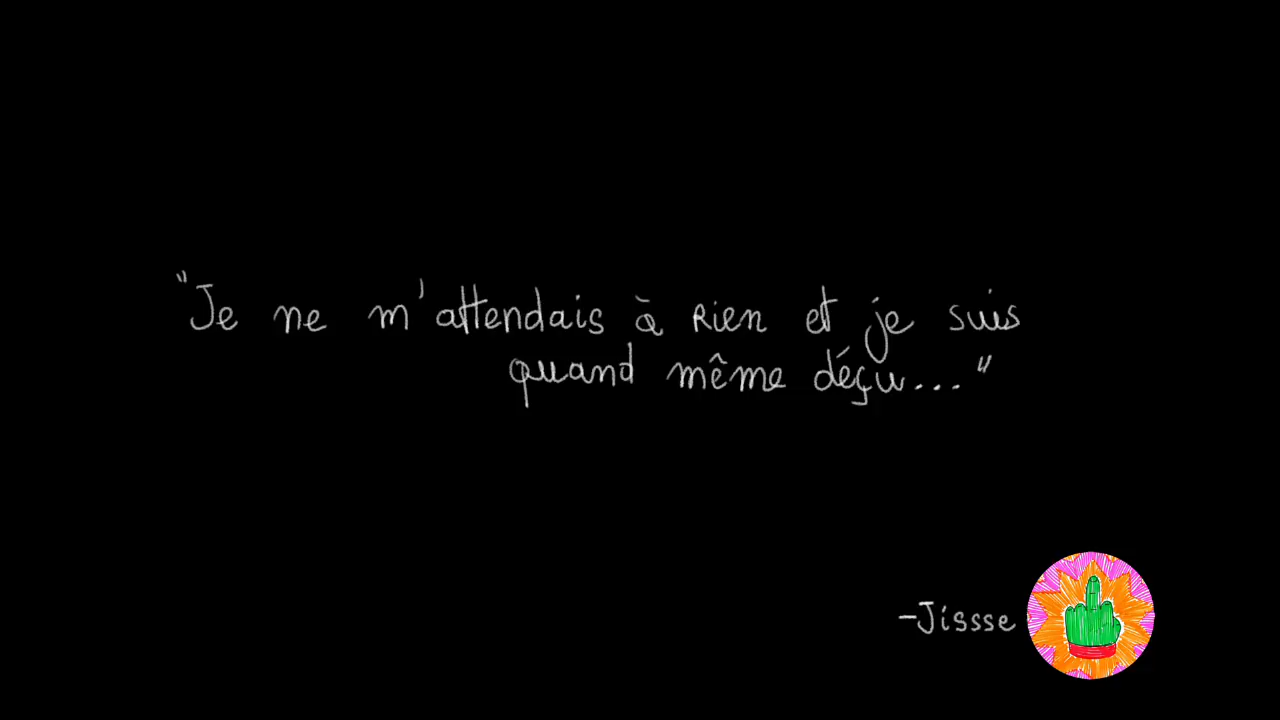 "Je ne m'attendais à rien et je suis
quand même déçu..."
-Jissse